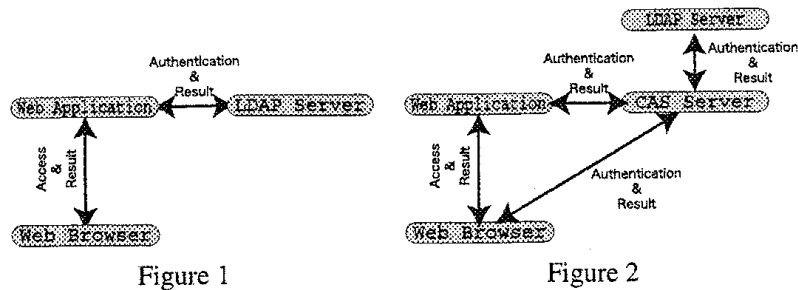 Authentication
&
Result
Web Application
LDAP Server
Access
&
Result
Web Browser
Figure 1
LDAP Server
Authentication
&
Result
Authentication
&
Result
Web Application
CAS Server
Access
&
Result
Authentication
&
Result
Web Browser
Figure 2